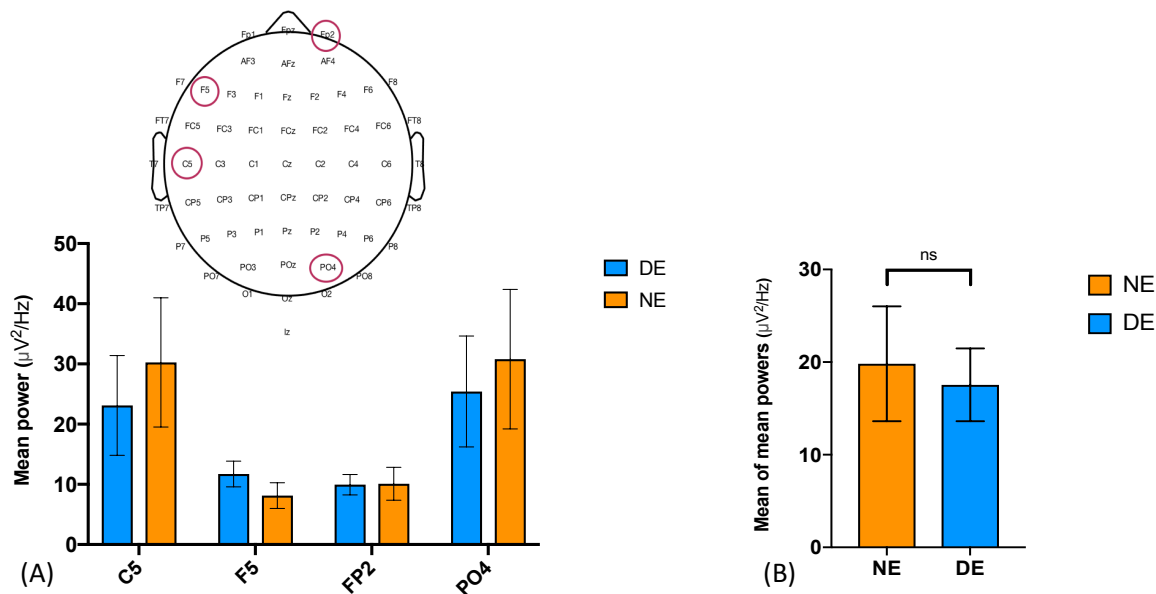 Fp1 Fpz Fp2
AF3 AFz AF4
F7 F5 F3 F1 Fz F2 F4 F6 F8
FT7 FC5 FC3 FC1 FCz FC2 FC4 FC6 FT8
T7 C5 C3 C1 Cz C2 C4 C6 T8
TP7 CP5 CP3 CP1 CPz CP2 CP4 CP6 TP8
P7 P5 P3 P1 Pz P2 P4 P6 P8
PO7 PO3 POz PO4 PO8
O1 Oz O2
Iz
Mean power (μV²/Hz)
50
40
30
20
10
0
C5 F5 FP2 PO4
DE
NE
(A)
Mean of mean powers (μV²/Hz)
30
20
10
0
ns
NE DE
NE
DE
(B)